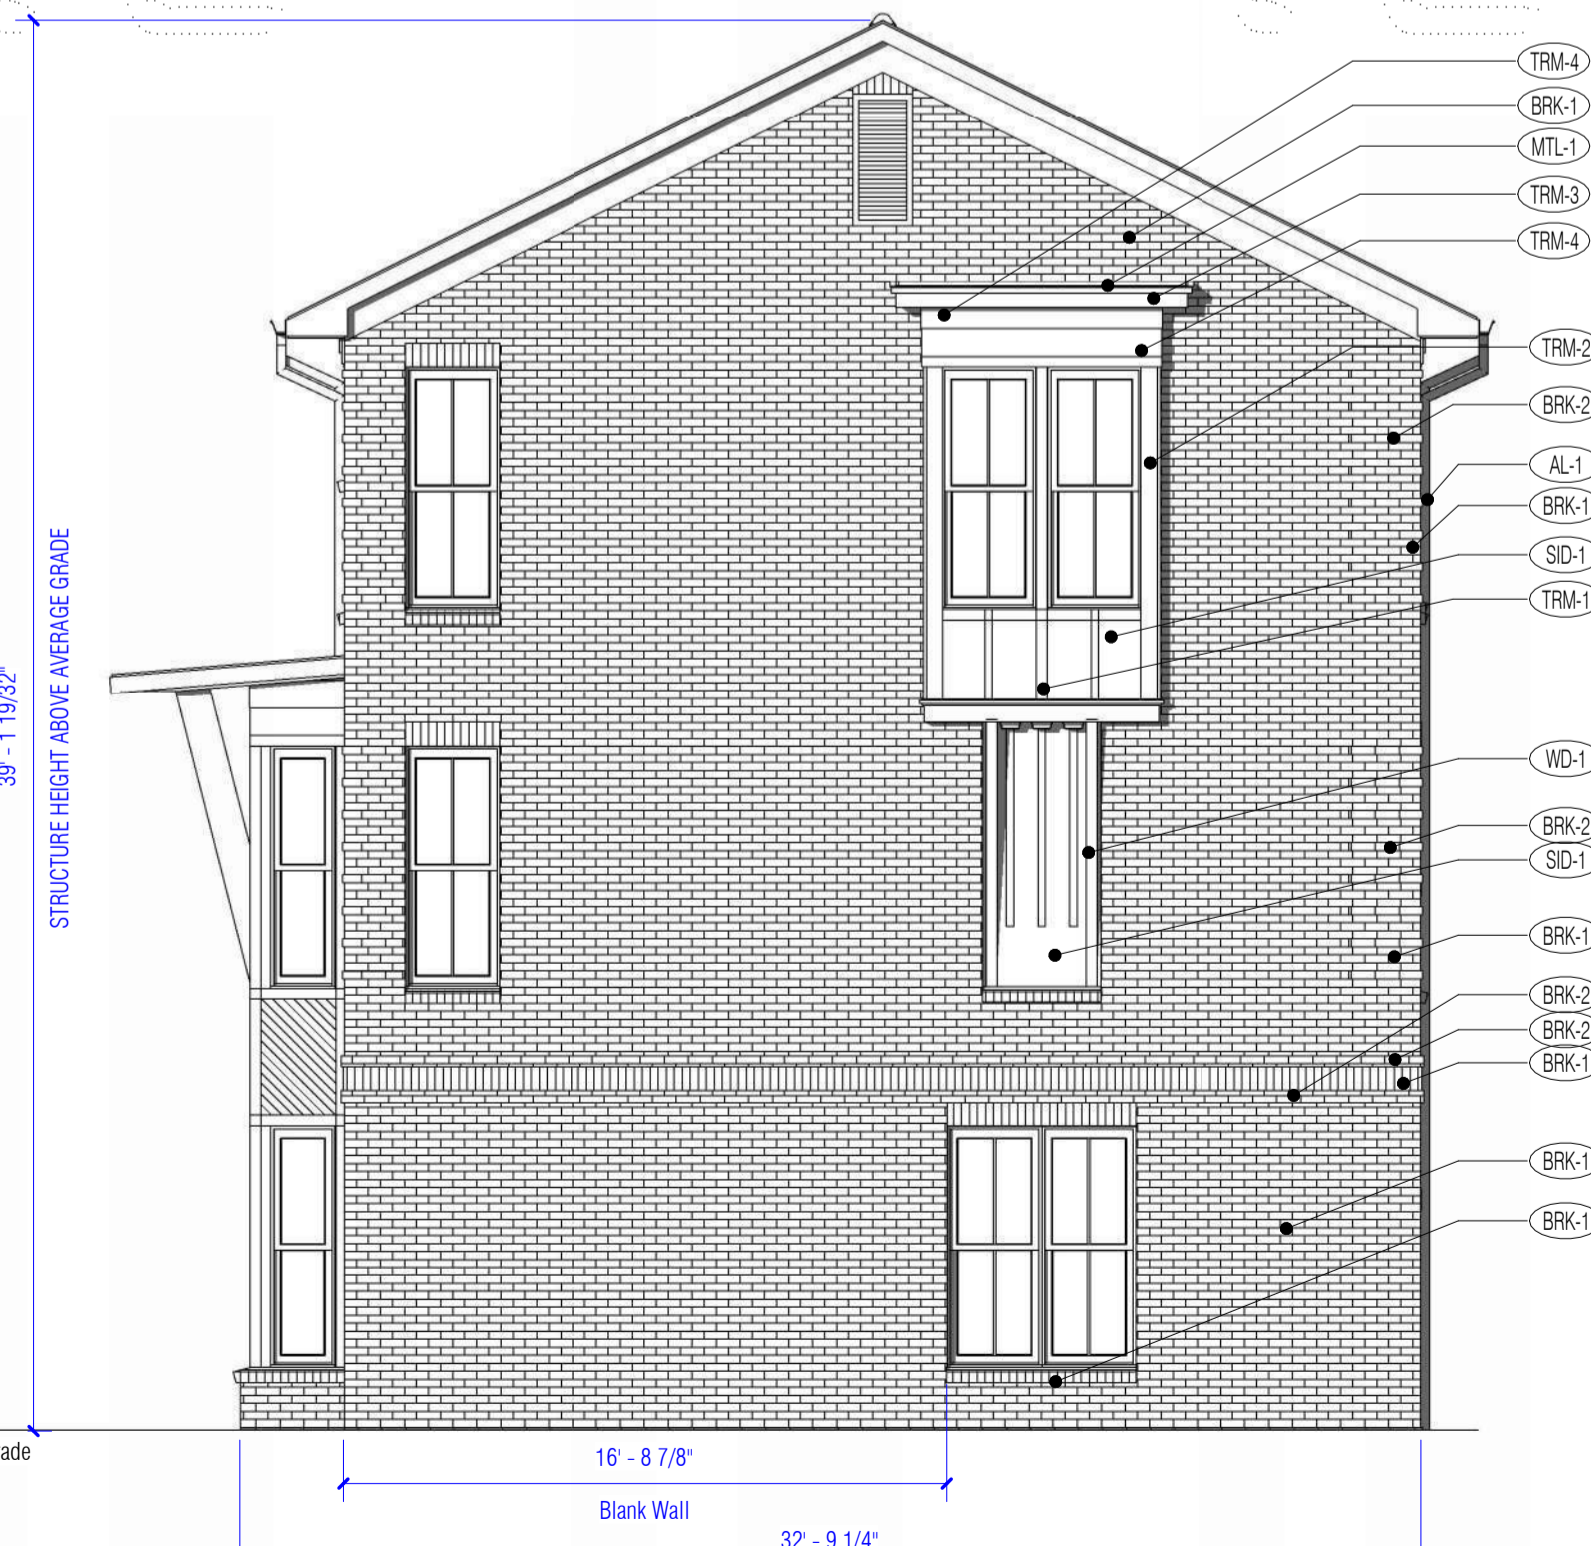 TRM-4
BRK-1
MTL-1
TRM-3
TRM-4
TRM-2
BRK-2
AL-1
BRK-1
SID-1
TRM-1
39' - 1 19/32"
STRUCTURE HEIGHT ABOVE AVERAGE GRADE
WD-1
BRK-2
SID-1
BRK-1
BRK-2
BRK-2
BRK-1
BRK-1
BRK-1
ade
16' - 8 7/8"
Blank Wall
32' - 9 1/4"